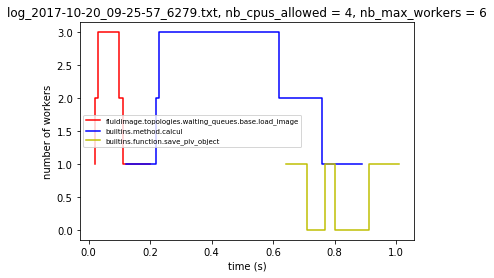 log_2017-10-20_09-25-57_6279.txt, nb_cpus_allowed = 4, nb_max_workers = 6
3.0
2.5
2.0
1.5
1.0
0.5
0.0
number of workers
fluidimage.topologies.waiting_queues.base.load_image
builtins.method.calcul
builtins.function.save_piv_object
0.0 0.2 0.4 0.6 0.8 1.0
time (s)